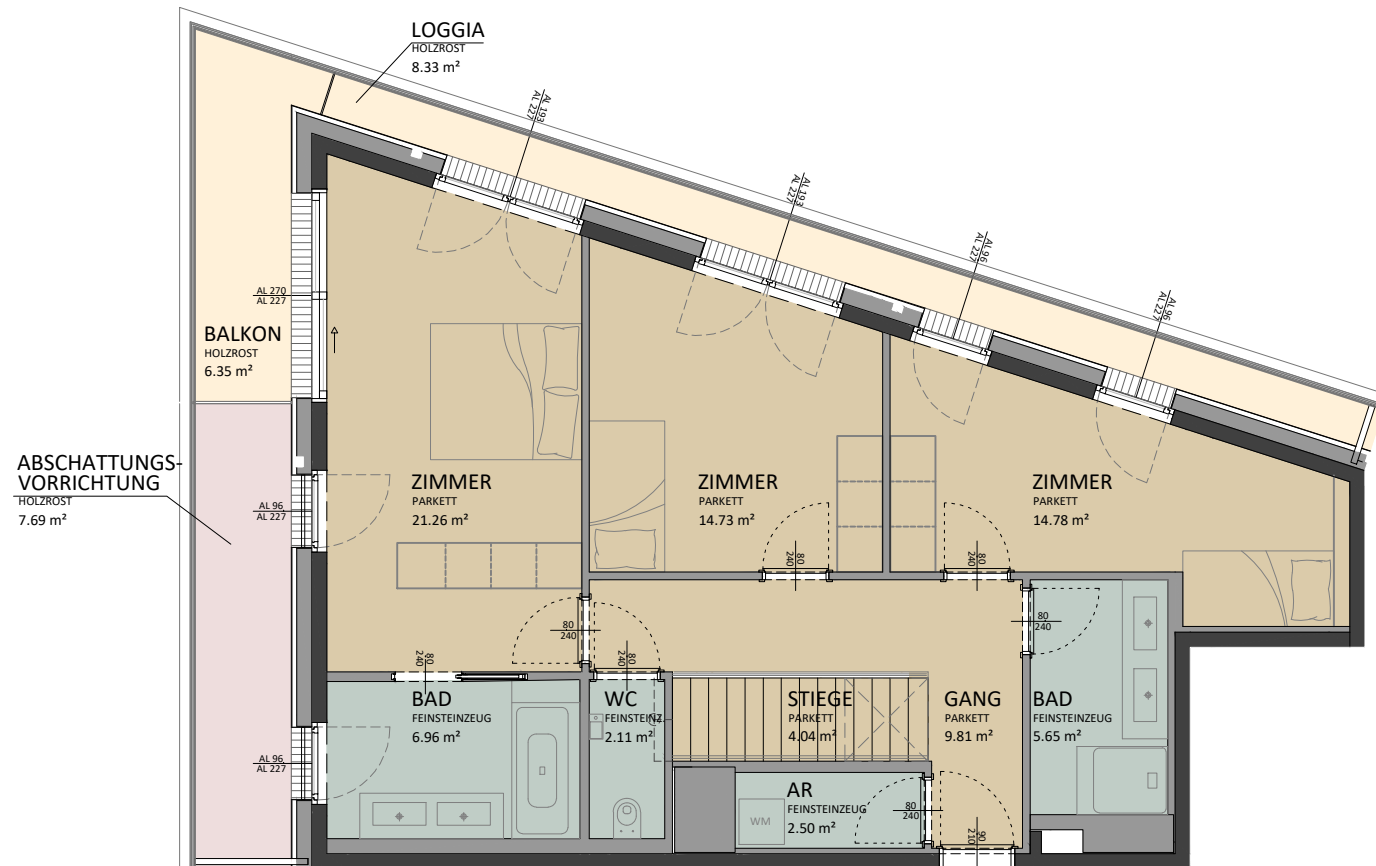 LOGGIA
HOLZROST
8.33 m²
AL 193
AL 227
AL 193
AL 227
AL 96
AL 227
AL 96
AL 227
AL 270
AL 227
BALKON
HOLZROST
6.35 m²
ABSCHATTUNGS-
VORRICHTUNG
HOLZROST
7.69 m²
AL 96
AL 227
ZIMMER
PARKETT
21.26 m²
ZIMMER
PARKETT
14.73 m²
ZIMMER
PARKETT
14.78 m²
80
240
80
240
80
240
80
240
80
240
80
240
BAD
FEINSTEINZEUG
6.96 m²
WC
FEINSTEINZ
2.11 m²
STIEGE
PARKETT
4.04 m²
GANG
PARKETT
9.81 m²
BAD
FEINSTEINZEUG
5.65 m²
AL 96
AL 227
AR
FEINSTEINZEUG
2.50 m²
WM
80
240
90
210